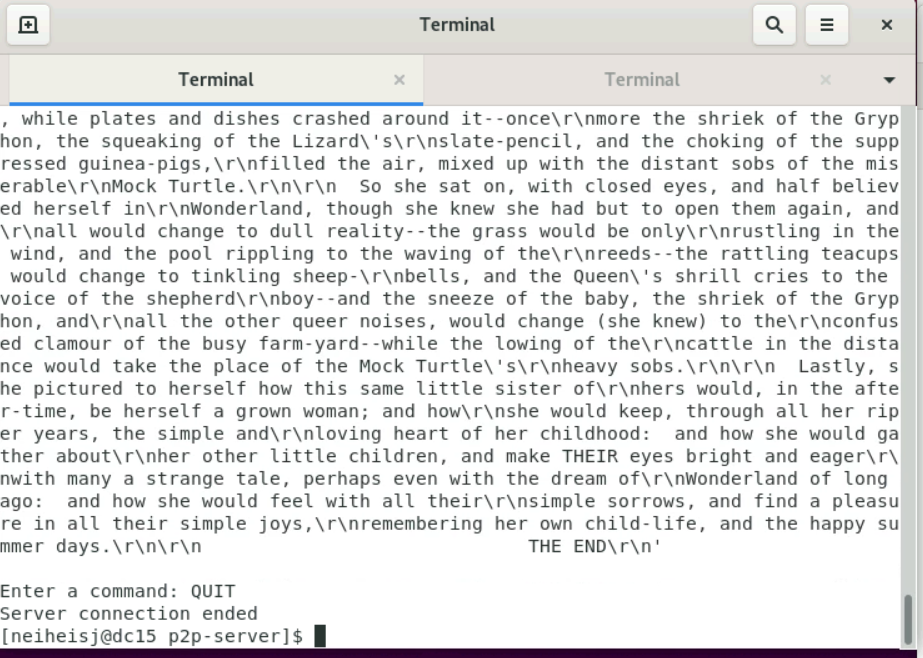 Terminal
Terminal
Terminal
, while plates and dishes crashed around it--once\r\nmore the shriek of the Gryp
hon, the squeaking of the Lizard\'s\r\nslate-pencil, and the choking of the supp
ressed guinea-pigs,\r\nfilled the air, mixed up with the distant sobs of the mis
erable\r\nMock Turtle.\r\n\r\n  So she sat on, with closed eyes, and half believ
ed herself in\r\nWonderland, though she knew she had but to open them again, and
\r\nall would change to dull reality--the grass would be only\r\nrustling in the
 wind, and the pool rippling to the waving of the\r\nreeds--the rattling teacups
 would change to tinkling sheep-\r\nbells, and the Queen\'s shrill cries to the
voice of the shepherd\r\nboy--and the sneeze of the baby, the shriek of the Gryp
hon, and\r\nall the other queer noises, would change (she knew) to the\r\nconfus
ed clamour of the busy farm-yard--while the lowing of the\r\ncattle in the dista
nce would take the place of the Mock Turtle\'s\r\nheavy sobs.\r\n\r\n  Lastly, s
he pictured to herself how this same little sister of\r\nhers would, in the afte
r-time, be herself a grown woman; and how\r\nshe would keep, through all her rip
er years, the simple and\r\nloving heart of her childhood:  and how she would ga
ther about\r\nher other little children, and make THEIR eyes bright and eager\r\
nwith many a strange tale, perhaps even with the dream of\r\nWonderland of long
ago:  and how she would feel with all their\r\nsimple sorrows, and find a pleasu
re in all their simple joys,\r\nremembering her own child-life, and the happy su
mmer days.\r\n\r\n                             THE END\r\n'
Enter a command: QUIT
Server connection ended
[neiheisj@dc15 p2p-server]$